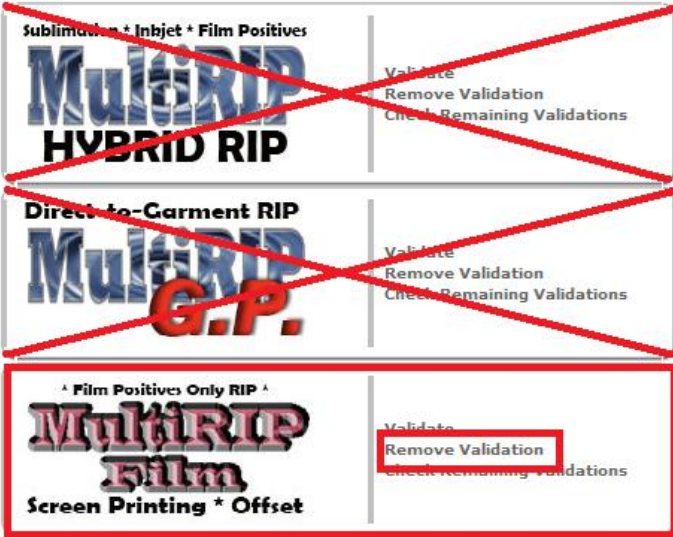 Sublimation * Inkjet * Film Positives
MultiRIP
HYBRID RIP
Validate
Remove Validation
Check Remaining Validations
Direct-to-Garment RIP
MultiRIP
G.P.
Validate
Remove Validation
Check Remaining Validations
* Film Positives Only RIP *
MultiRIP
Film
Screen Printing * Offset
Validate
Remove Validation
Check Remaining Validations